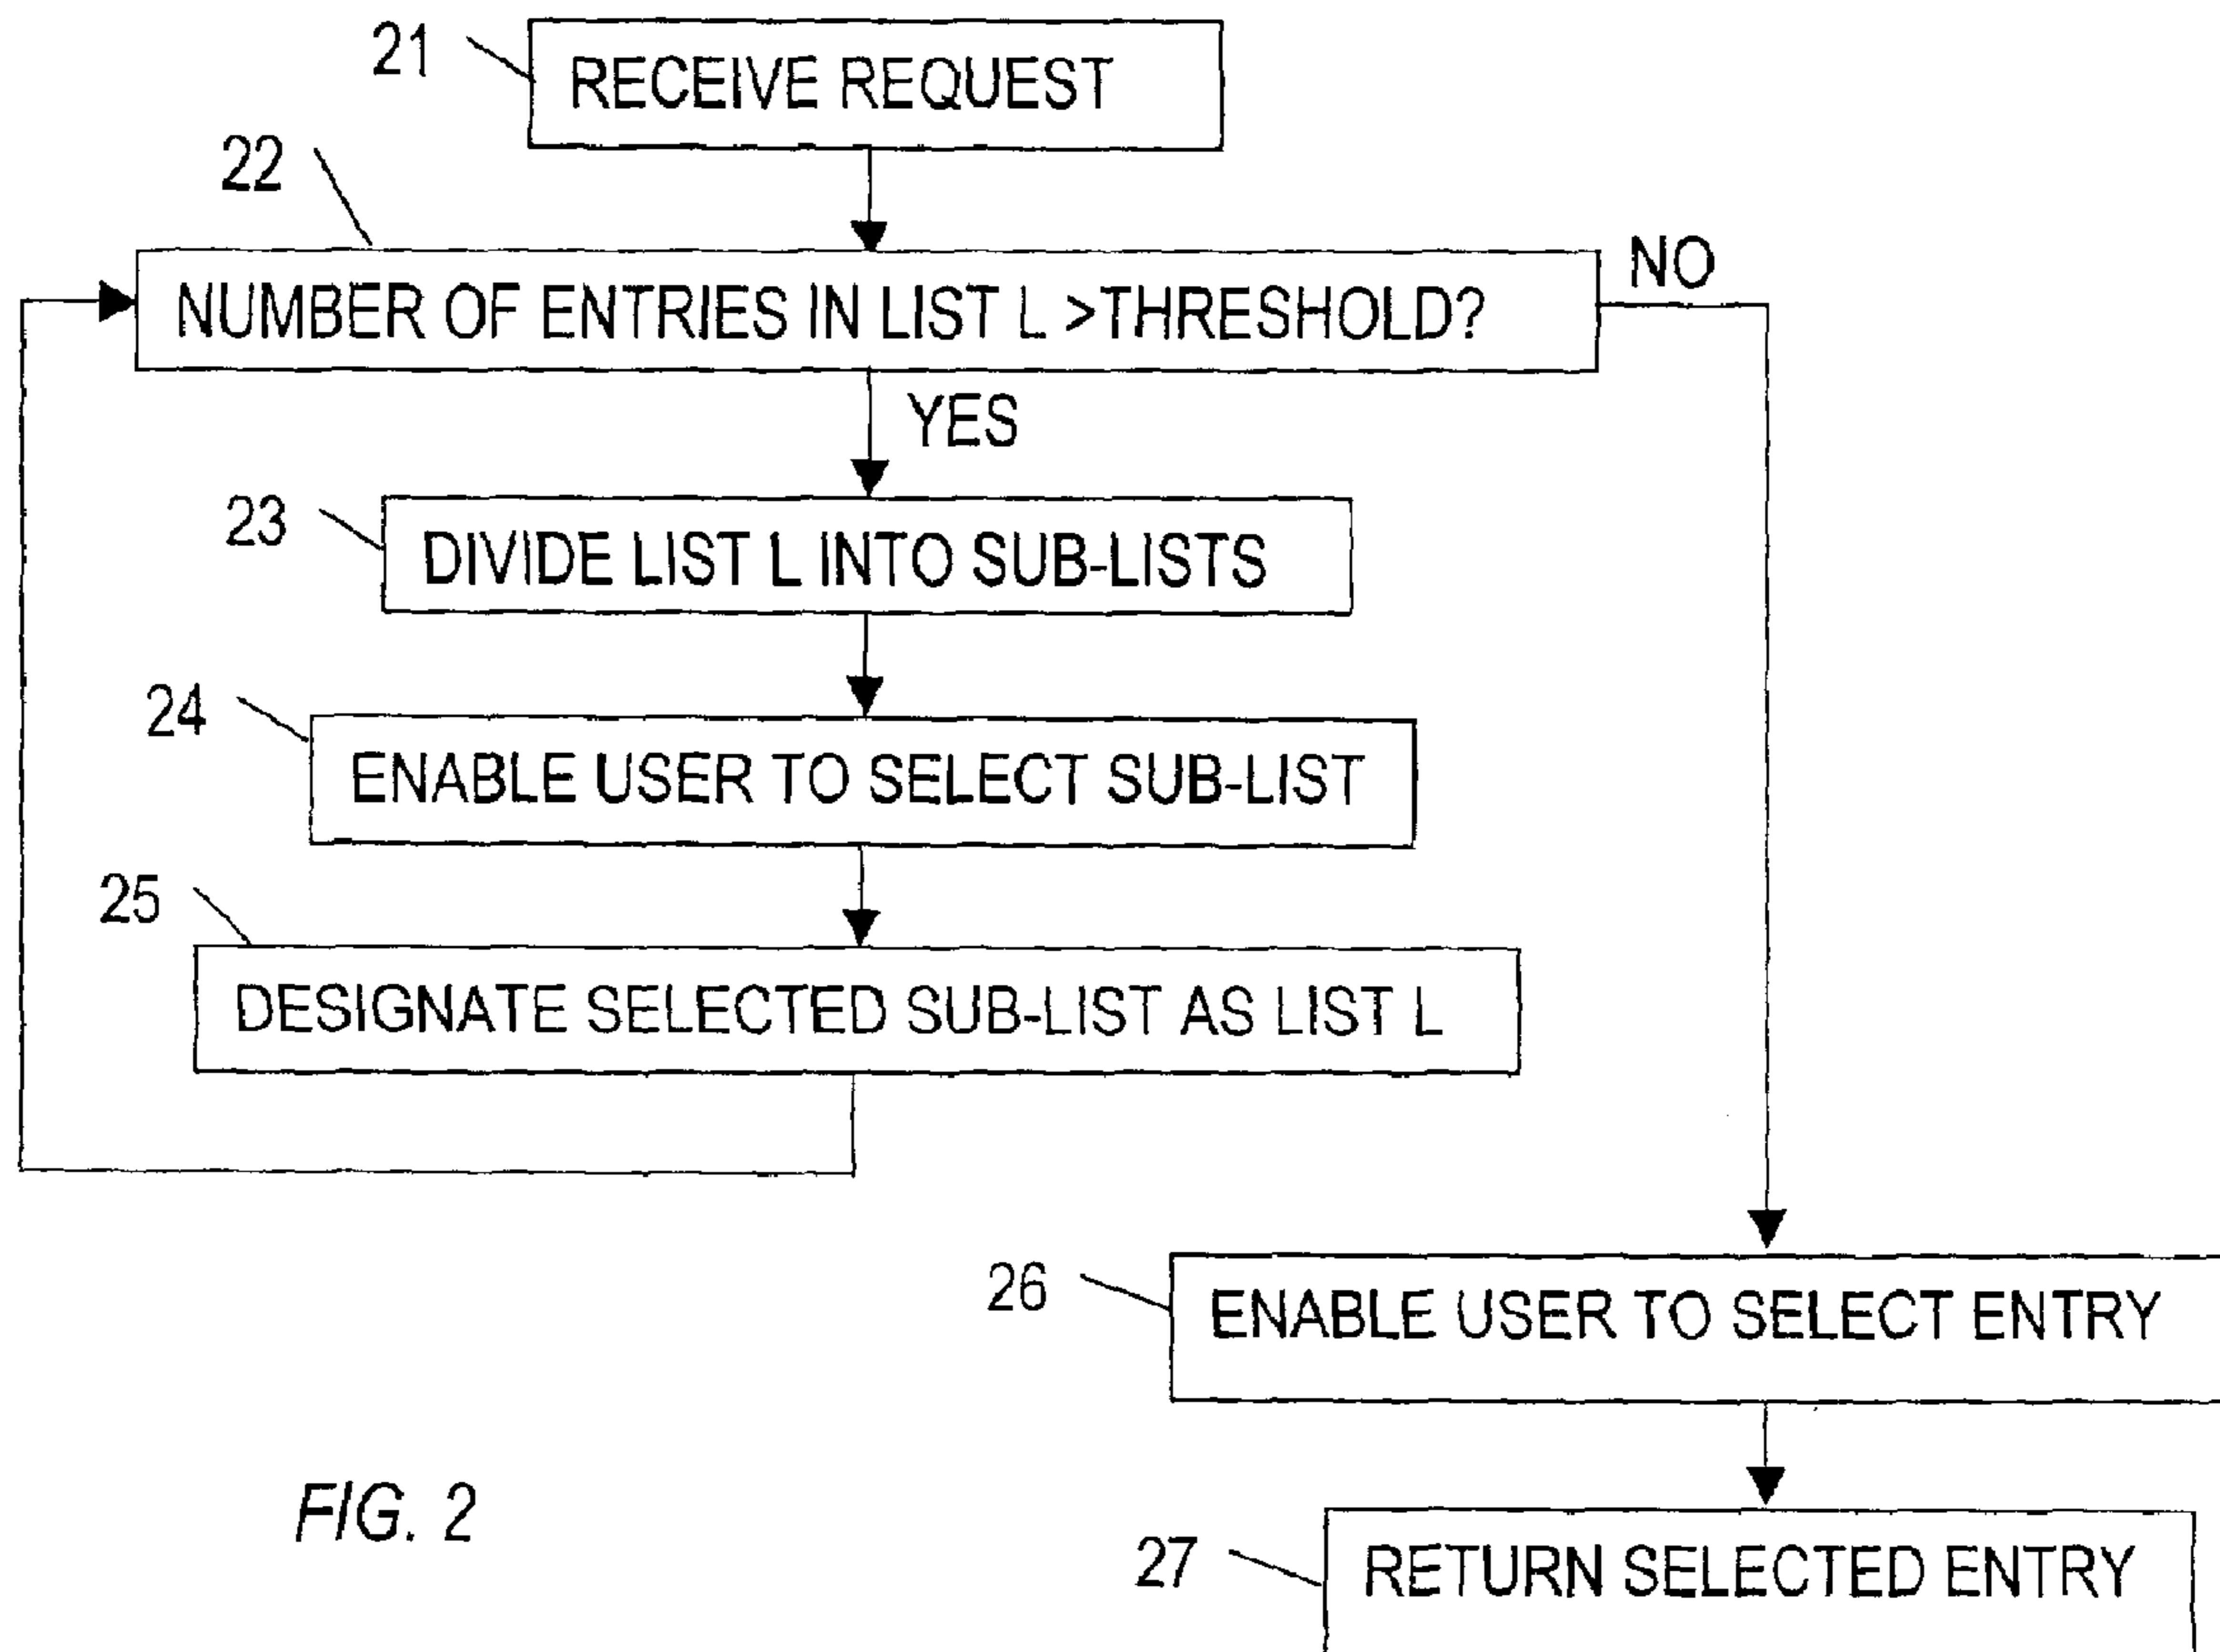 21
RECEIVE REQUEST
22
NUMBER OF ENTRIES IN LIST L >THRESHOLD?
NO
YES
23
DIVIDE LIST L INTO SUB-LISTS
24
ENABLE USER TO SELECT SUB-LIST
25
DESIGNATE SELECTED SUB-LIST AS LIST L
26
ENABLE USER TO SELECT ENTRY
FIG. 2
27
RETURN SELECTED ENTRY